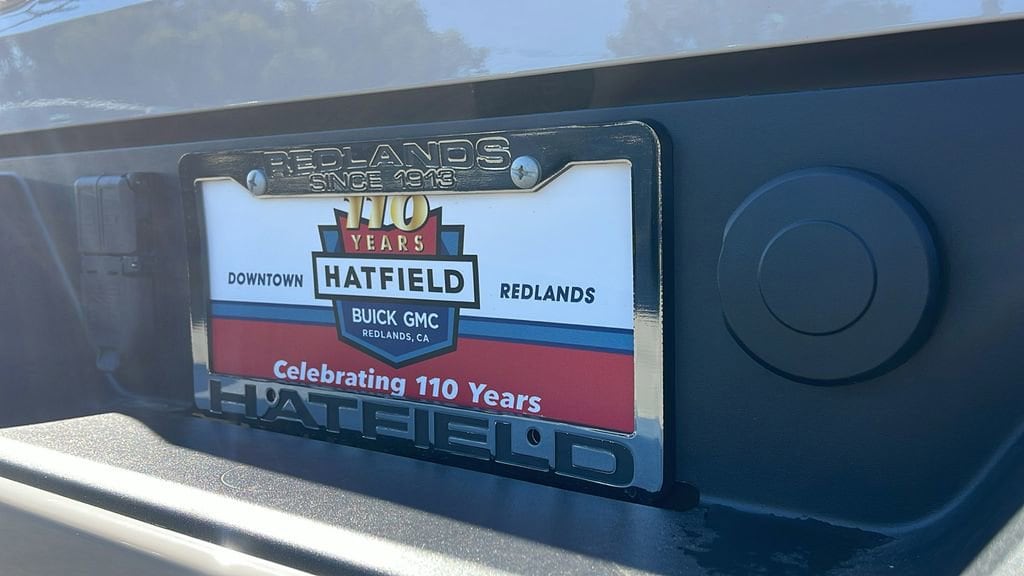 REDLANDS
SINCE 1913
110
YEARS
DOWNTOWN HATFIELD REDLANDS
BUICK GMC
REDLANDS, CA
Celebrating 110 Years
HATFIELD